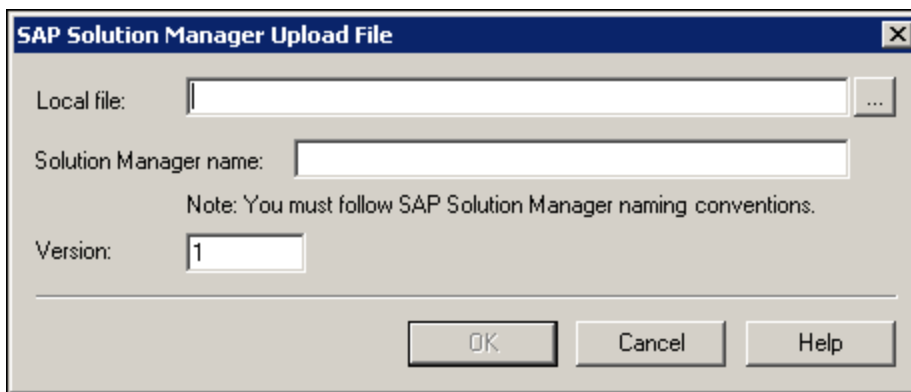 SAP Solution Manager Upload File
Local file:
...
Solution Manager name:
Note: You must follow SAP Solution Manager naming conventions.
Version:
1
OK Cancel Help